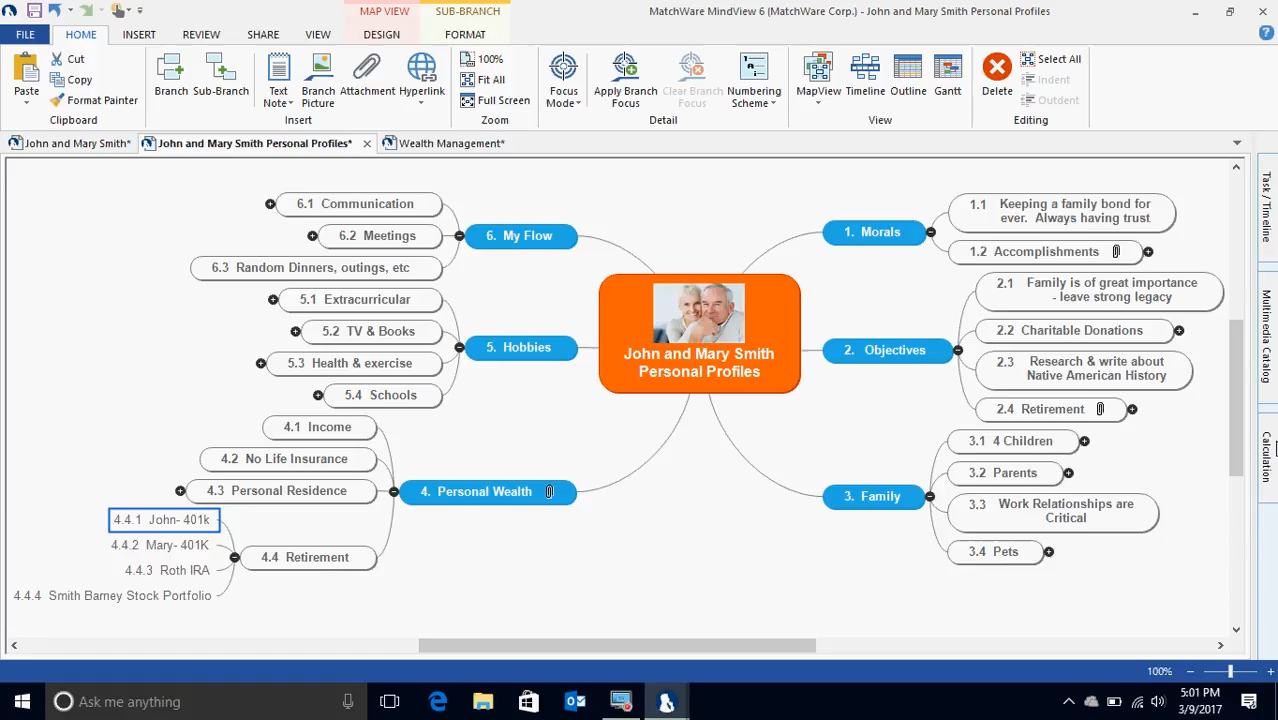 MAP VIEW
SUB-BRANCH
MatchWare MindView 6 (MatchWare Corp.) - John and Mary Smith Personal Profiles
FILE
HOME
INSERT
REVIEW
SHARE
VIEW
DESIGN
FORMAT
Paste
Cut
Copy
Format Painter
Clipboard
Branch
Sub-Branch
Text Note
Branch Picture
Attachment
Hyperlink
Insert
100%
Fit All
Full Screen
Zoom
Focus Mode
Apply Branch Focus
Clear Branch Focus
Numbering Scheme
Detail
MapView
Timeline
Outline
Gantt
View
Delete
Select All
Indent
Outdent
Editing
John and Mary Smith*
John and Mary Smith Personal Profiles*
Wealth Management*
John and Mary Smith
Personal Profiles
1. Morals
1.1 Keeping a family bond for
ever. Always having trust
1.2 Accomplishments
2. Objectives
2.1 Family is of great importance
- leave strong legacy
2.2 Charitable Donations
2.3 Research & write about
Native American History
2.4 Retirement
3. Family
3.1 4 Children
3.2 Parents
3.3 Work Relationships are
Critical
3.4 Pets
4. Personal Wealth
4.1 Income
4.2 No Life Insurance
4.3 Personal Residence
4.4 Retirement
4.4.1 John- 401k
4.4.2 Mary- 401K
4.4.3 Roth IRA
4.4.4 Smith Barney Stock Portfolio
5. Hobbies
5.1 Extracurricular
5.2 TV & Books
5.3 Health & exercise
5.4 Schools
6. My Flow
6.1 Communication
6.2 Meetings
6.3 Random Dinners, outings, etc
Task / Timeline
Multimedia Catalog
Calculation
100%
Ask me anything
5:01 PM
3/9/2017